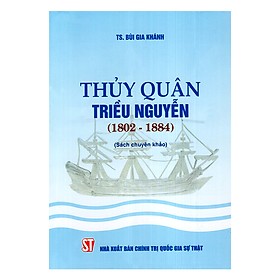 TS. BÙI GIA KHÁNH
THỦY QUÂN
TRIỀU NGUYỄN
(1802 - 1884)
(Sách chuyên khảo)
ST
NHÀ XUẤT BẢN CHÍNH TRỊ QUỐC GIA SỰ THẬT